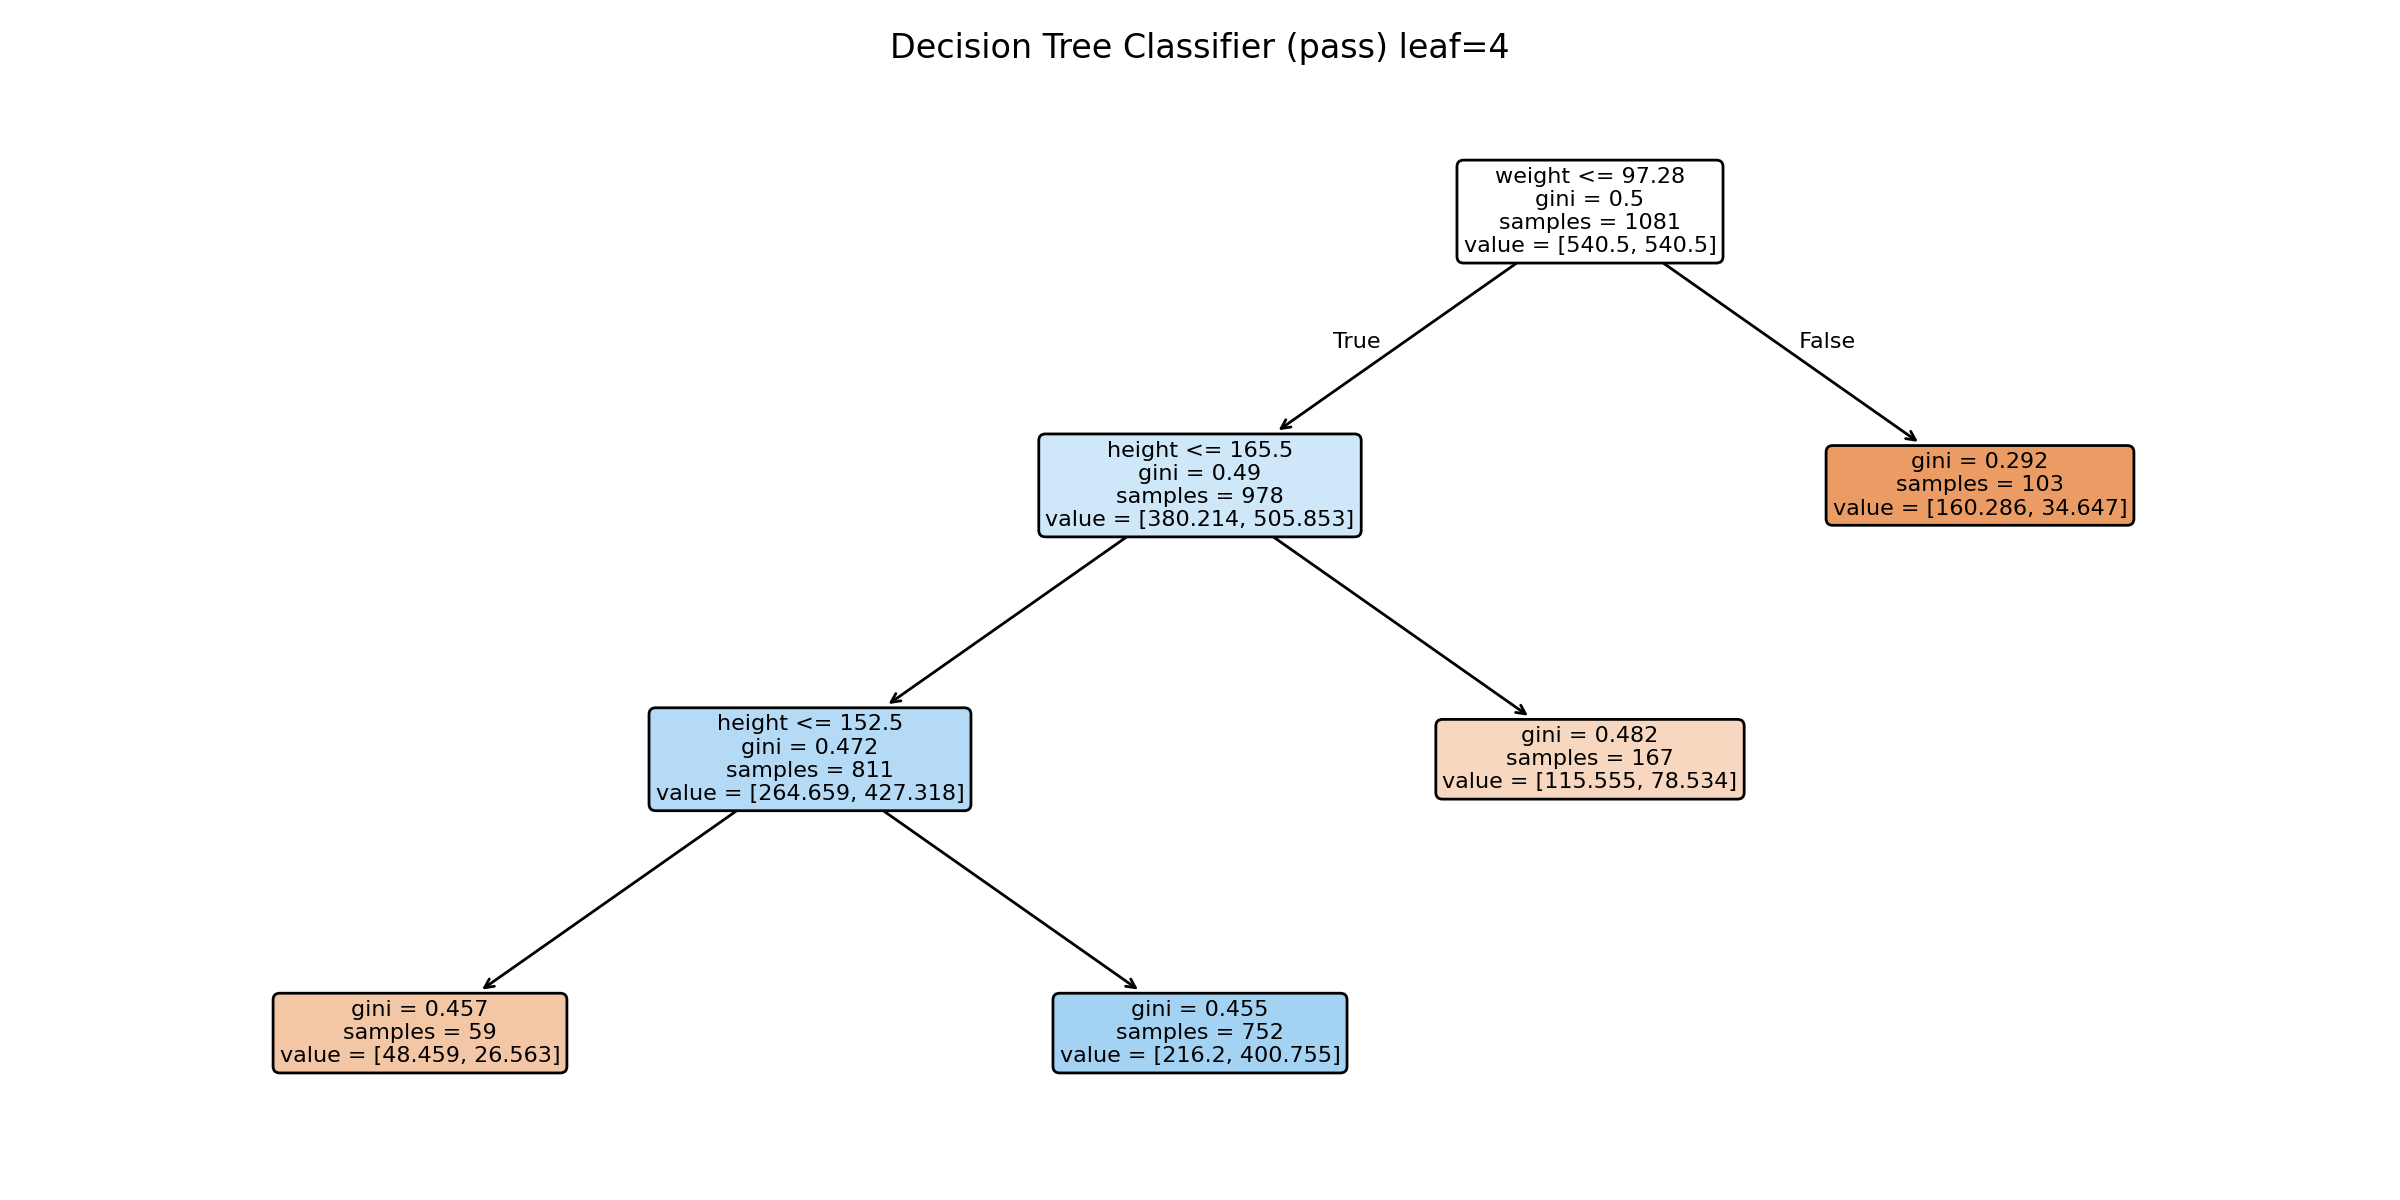 Decision Tree Classifier (pass) leaf=4
weight <= 97.28
gini = 0.5
samples = 1081
value = [540.5, 540.5]
True
False
height <= 165.5
gini = 0.49
samples = 978
value = [380.214, 505.853]
gini = 0.292
samples = 103
value = [160.286, 34.647]
height <= 152.5
gini = 0.472
samples = 811
value = [264.659, 427.318]
gini = 0.482
samples = 167
value = [115.555, 78.534]
gini = 0.457
samples = 59
value = [48.459, 26.563]
gini = 0.455
samples = 752
value = [216.2, 400.755]